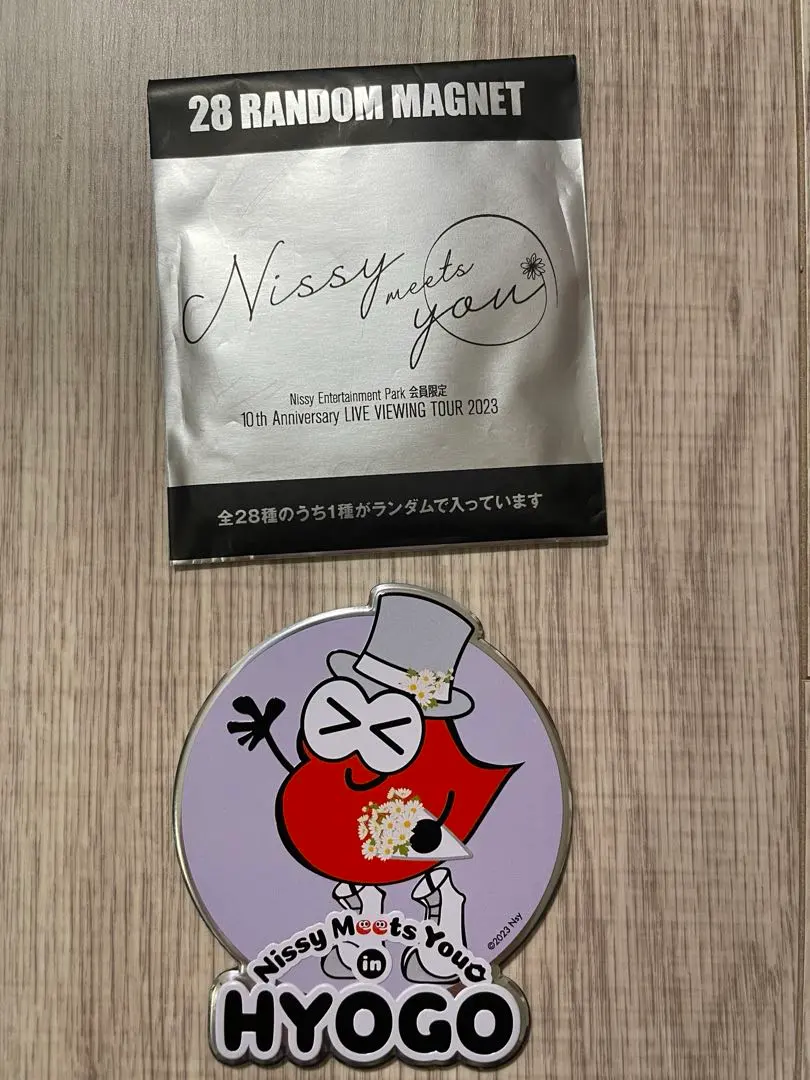 28 RANDOM MAGNET
Nissy meets you
Nissy Entertainment Park 会員限定
10th Anniversary LIVE VIEWING TOUR 2023
全28種のうち1種がランダムで入っています
©2023 Nsy
Nissy Meets You
in
HYOGO